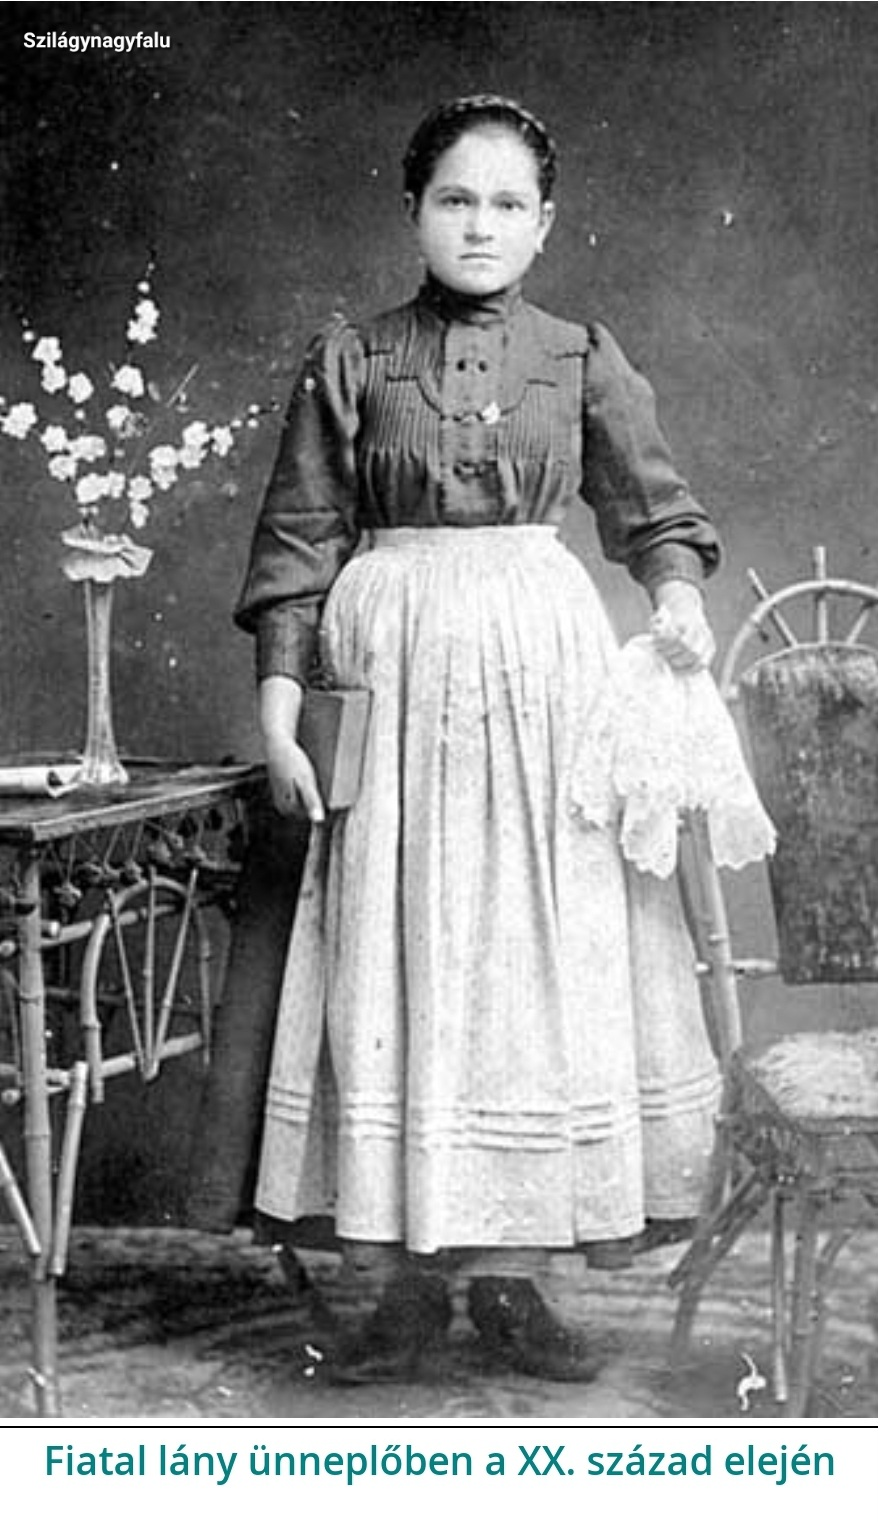 Szilágynagyfalu
Fiatal lány ünneplőben a XX. század elején